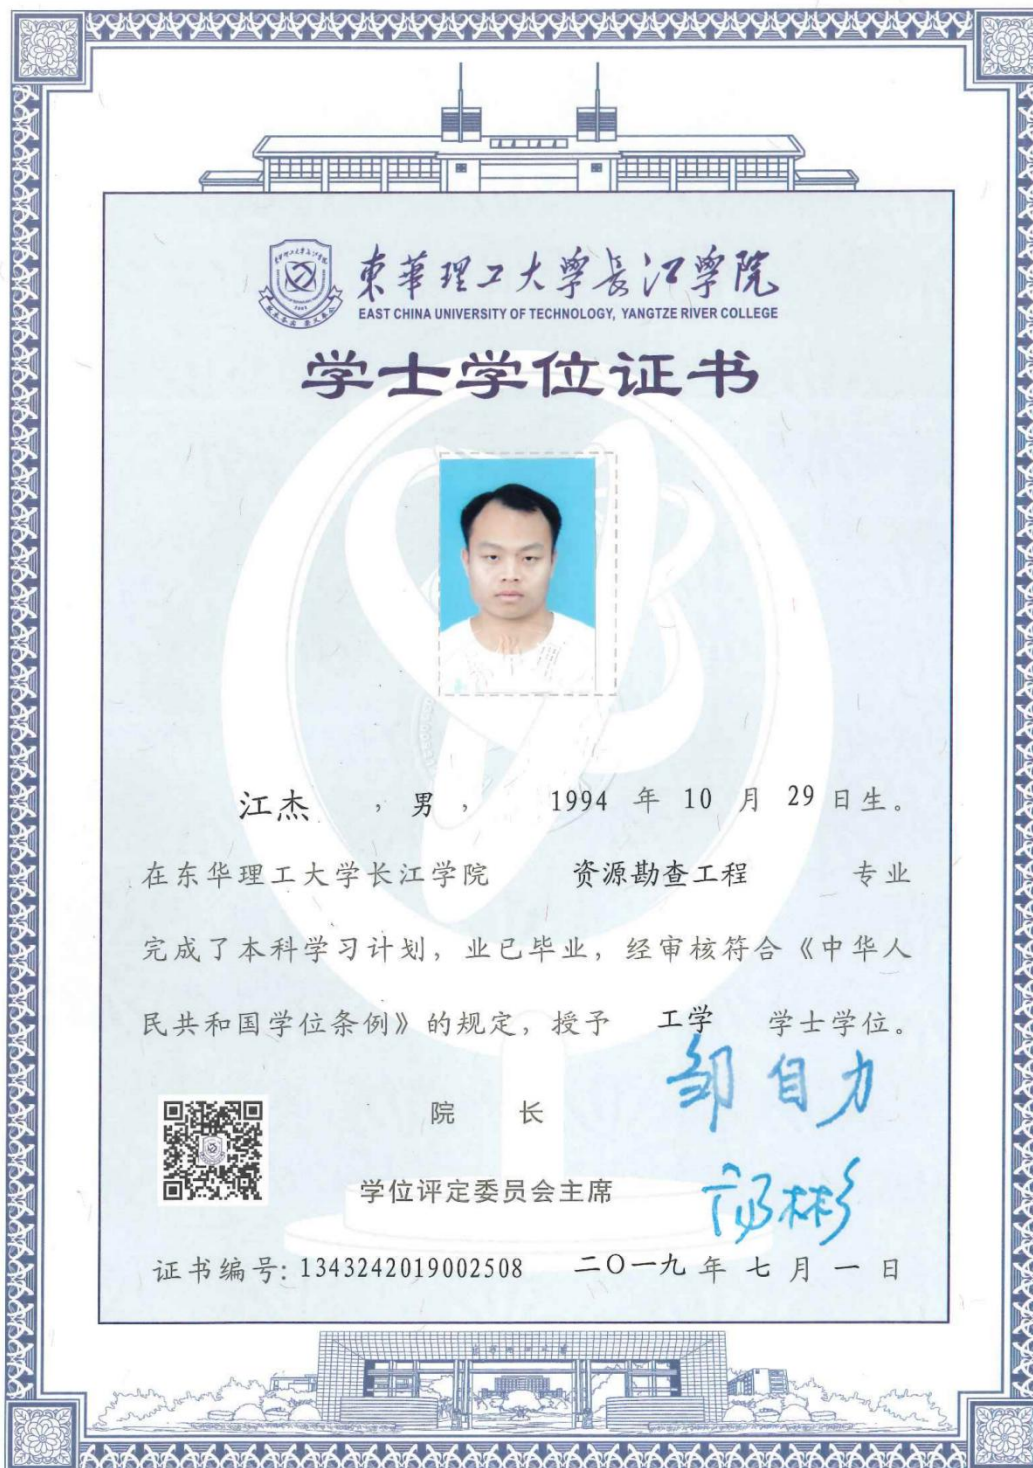 東華理工大學長江學院
EAST CHINA UNIVERSITY OF TECHNOLOGY, YANGTZE RIVER COLLEGE
学士学位证书
江杰 , 男 , 1994 年 10 月 29 日生。
在东华理工大学长江学院 资源勘查工程 专业
完成了本科学习计划，业已毕业，经审核符合《中华人
民共和国学位条例》的规定，授予 工学 学士学位。
院 长 邹自力
学位评定委员会主席
证书编号: 1343242019002508 二〇一九 年 七 月 一 日